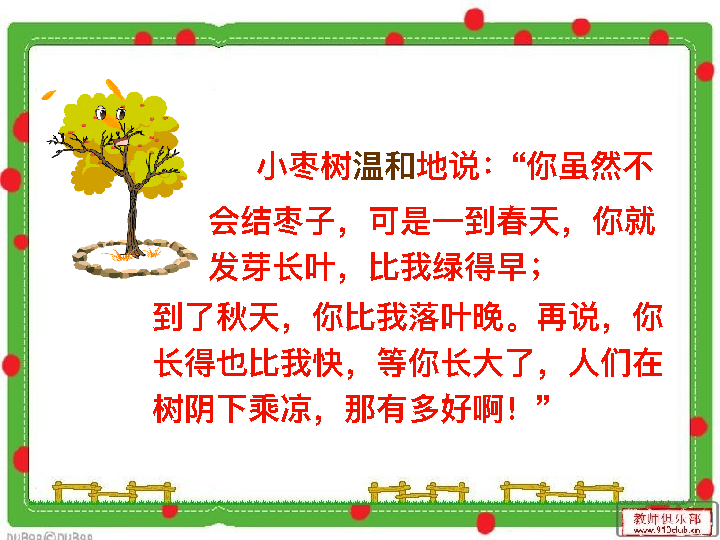 小枣树温和地说：“你虽然不
会结枣子，可是一到春天，你就
发芽长叶，比我绿得早；
到了秋天，你比我落叶晚。再说，你
长得也比我快，等你长大了，人们在
树阴下乘凉，那有多好啊！”
教师俱乐部